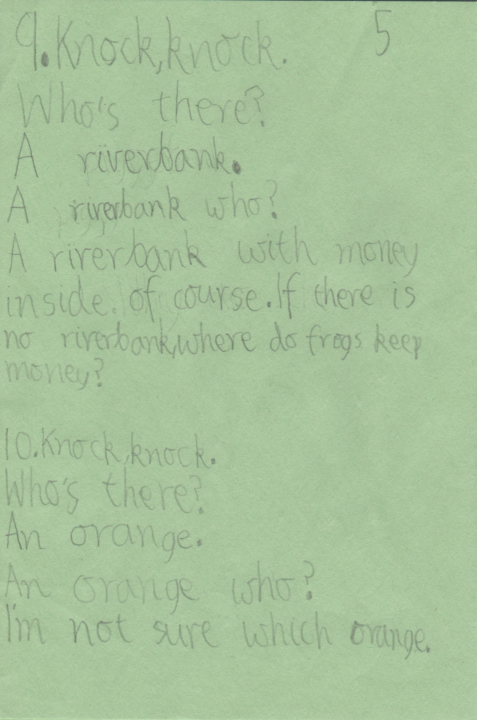 5
9.Knock,knock.
Who's there?
A riverbank.
A riverbank who?
A riverbank with money
inside. of course.If there is
no riverbank,where do frogs keep
money?
10.Knock,knock.
Who's there?
An orange.
An orange who?
I'm not sure which orange.